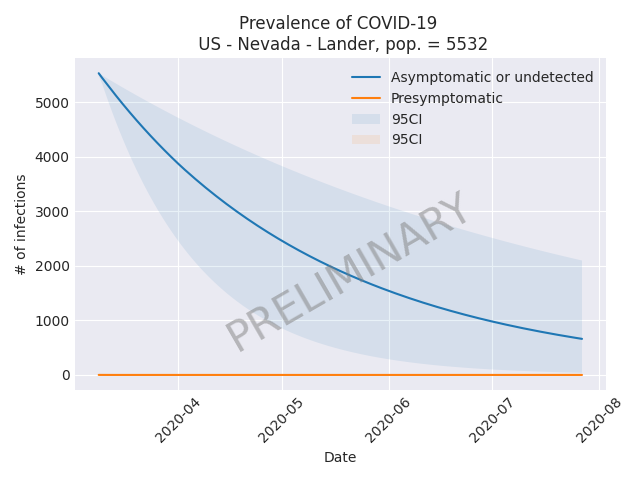 Prevalence of COVID-19
US - Nevada - Lander, pop. = 5532
Asymptomatic or undetected
Presymptomatic
95CI
95CI
5000
4000
3000
2000
1000
0
# of infections
PRELIMINARY
2020-04
2020-05
2020-06
2020-07
2020-08
Date